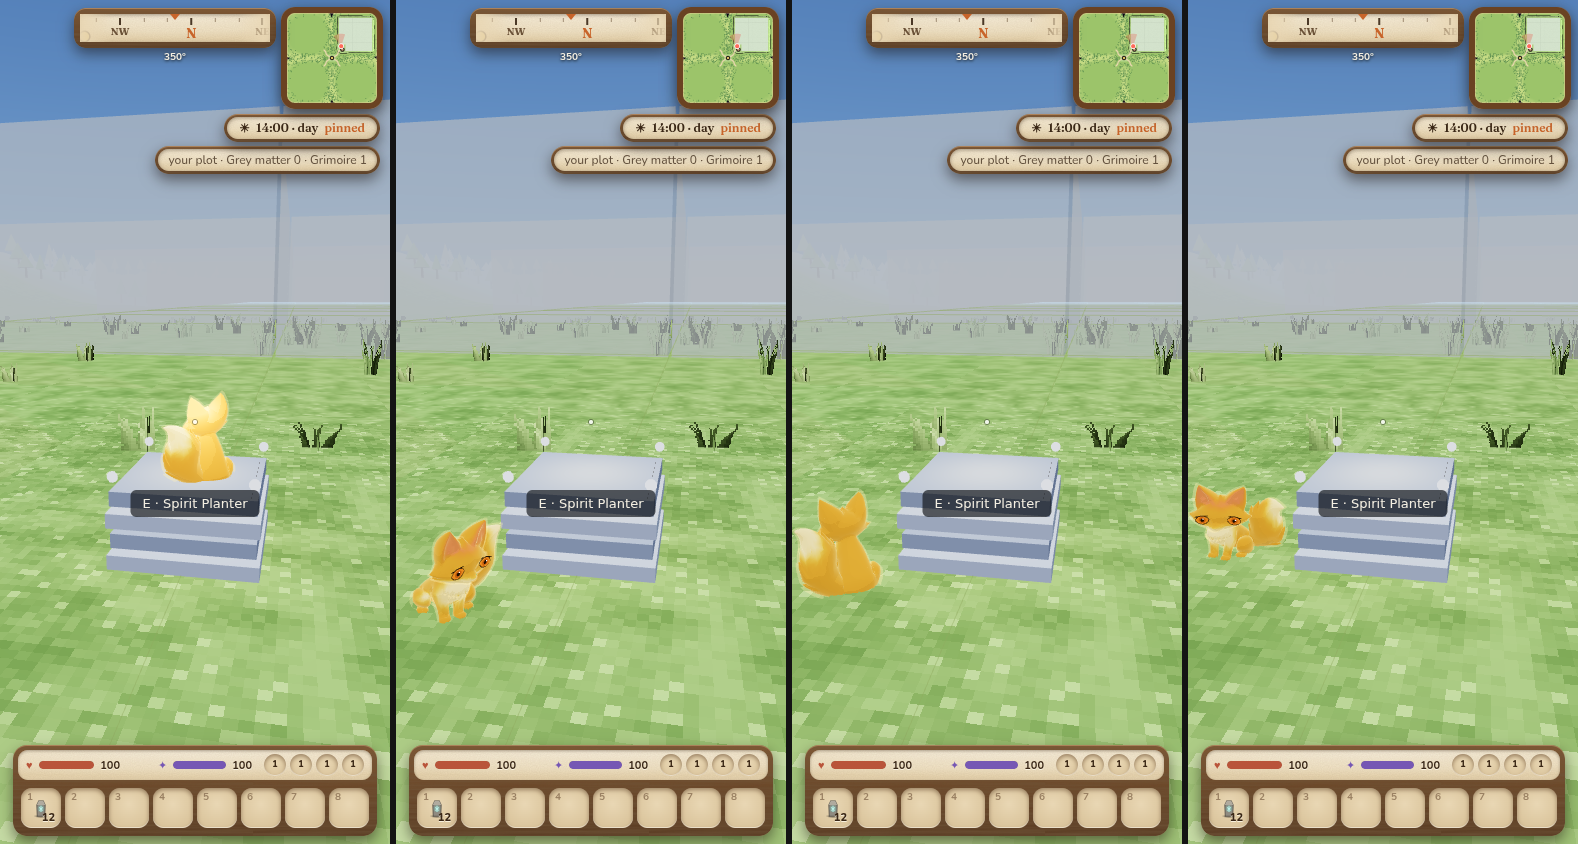 NW N NE
350°
14:00 · day pinned
your plot · Grey matter 0 · Grimoire 1
E · Spirit Planter
100 100 1 1 1 1
1 2 3 4 5 6 7 8
12
NW N NE
350°
14:00 · day pinned
your plot · Grey matter 0 · Grimoire 1
E · Spirit Planter
100 100 1 1 1 1
1 2 3 4 5 6 7 8
12
NW N NE
350°
14:00 · day pinned
your plot · Grey matter 0 · Grimoire 1
E · Spirit Planter
100 100 1 1 1 1
1 2 3 4 5 6 7 8
12
NW N NE
350°
14:00 · day pinned
your plot · Grey matter 0 · Grimoire 1
E · Spirit Planter
100 100 1 1 1 1
1 2 3 4 5 6 7 8
12